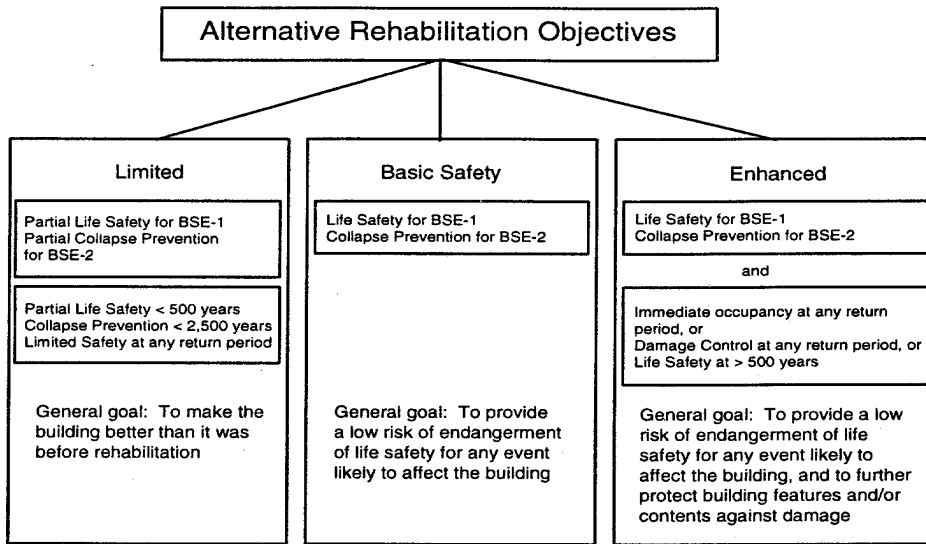 Alternative Rehabilitation Objectives
Limited
Partial Life Safety for BSE-1
Partial Collapse Prevention
for BSE-2
Partial Life Safety < 500 years
Collapse Prevention < 2,500 years
Limited Safety at any return period
General goal: To make the
building better than it was
before rehabilitation
Basic Safety
Life Safety for BSE-1
Collapse Prevention for BSE-2
General goal: To provide
a low risk of endangerment
of life safety for any event
likely to affect the building
Enhanced
Life Safety for BSE-1
Collapse Prevention for BSE-2
and
Immediate occupancy at any return
period, or
Damage Control at any return period, or
Life Safety at > 500 years
General goal: To provide a low
risk of endangerment of life
safety for any event likely to
affect the building, and to further
protect building features and/or
contents against damage